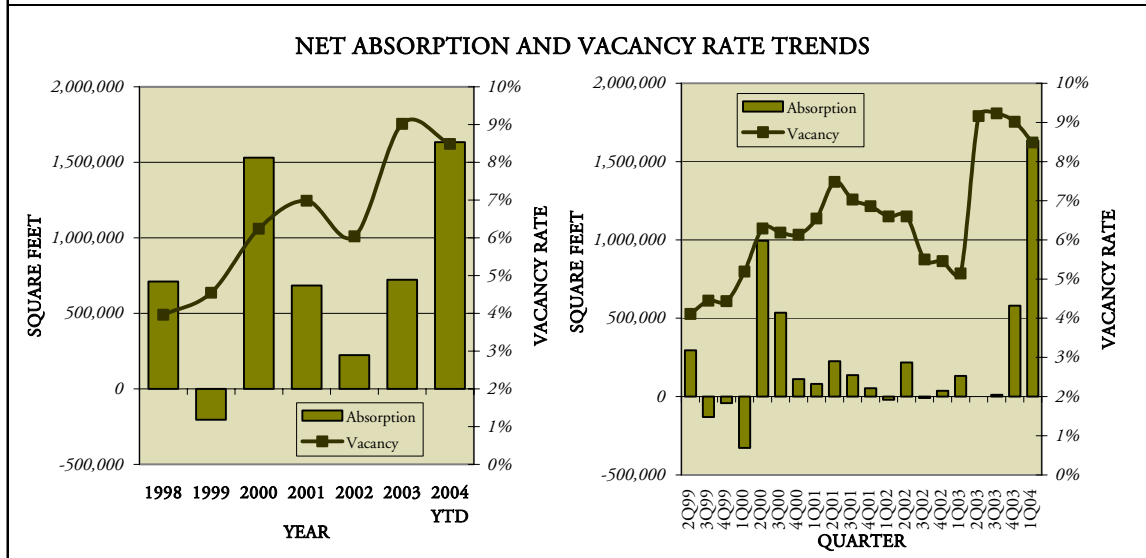 NET ABSORPTION AND VACANCY RATE TRENDS
SQUARE FEET
2,000,000
1,500,000
1,000,000
500,000
0
-500,000
10%
9%
8%
7%
6%
5%
4%
3%
2%
1%
0%
VACANCY RATE
Absorption
Vacancy
1998 1999 2000 2001 2002 2003 2004
YTD
YEAR
SQUARE FEET
2,000,000
1,500,000
1,000,000
500,000
0
-500,000
Absorption
Vacancy
10%
9%
8%
7%
6%
5%
4%
3%
2%
1%
0%
VACANCY RATE
2Q99 3Q99 4Q99 1Q00 2Q00 3Q00 4Q00 1Q01 2Q01 3Q01 4Q01 1Q02 2Q02 3Q02 4Q02 1Q03 2Q03 3Q03 4Q03 1Q04
QUARTER